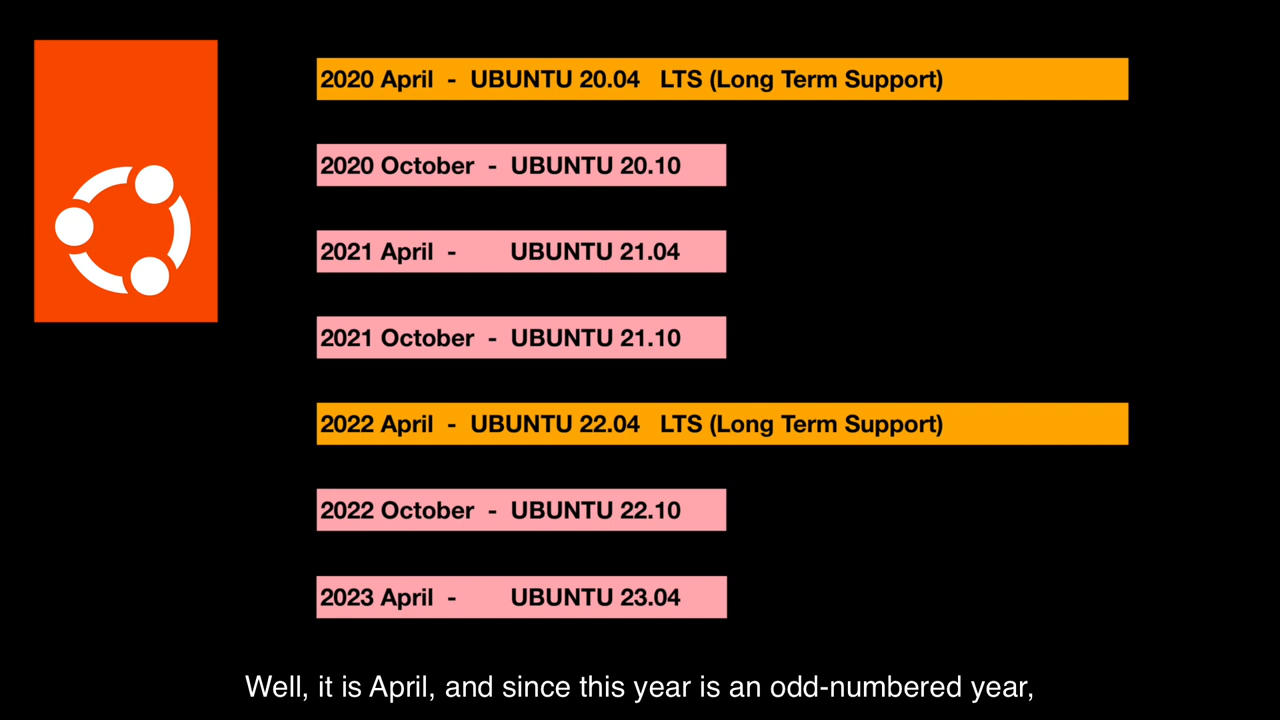 2020 April - UBUNTU 20.04 LTS (Long Term Support)
2020 October - UBUNTU 20.10
2021 April - UBUNTU 21.04
2021 October - UBUNTU 21.10
2022 April - UBUNTU 22.04 LTS (Long Term Support)
2022 October - UBUNTU 22.10
2023 April - UBUNTU 23.04
Well, it is April, and since this year is an odd-numbered year,